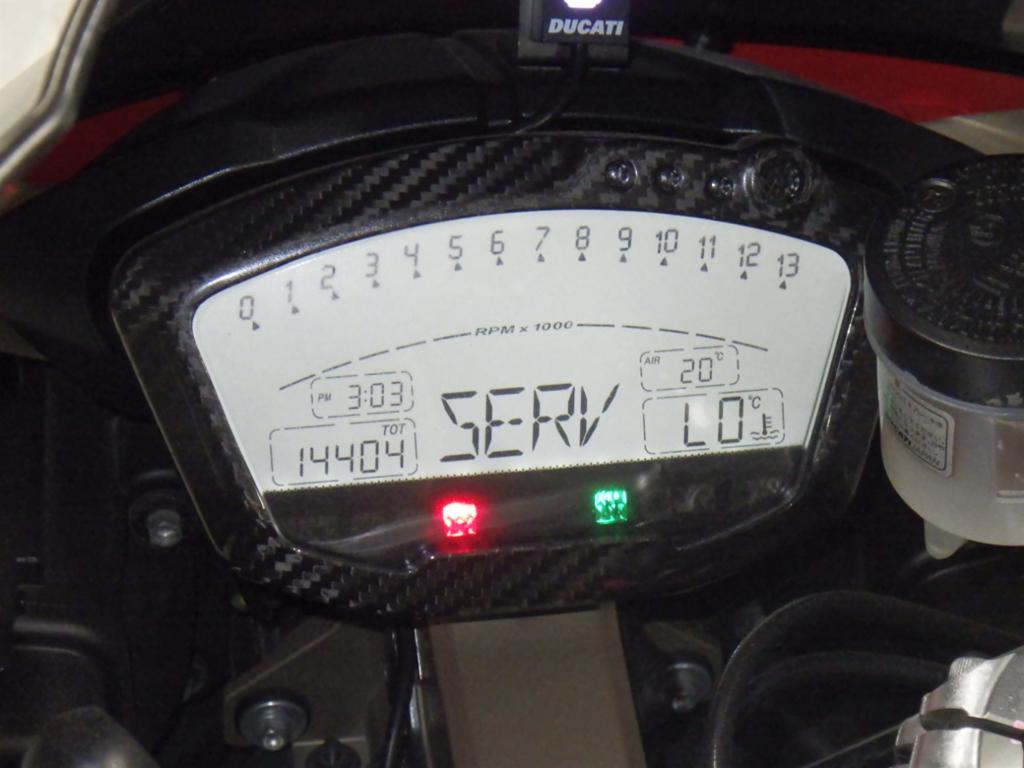 DUCATI
0 1 2 3 4 5 6 7 8 9 10 11 12 13
RPM x 1000
PM 3:03
AIR 20°C
TOT
14404
SERV
LO °C